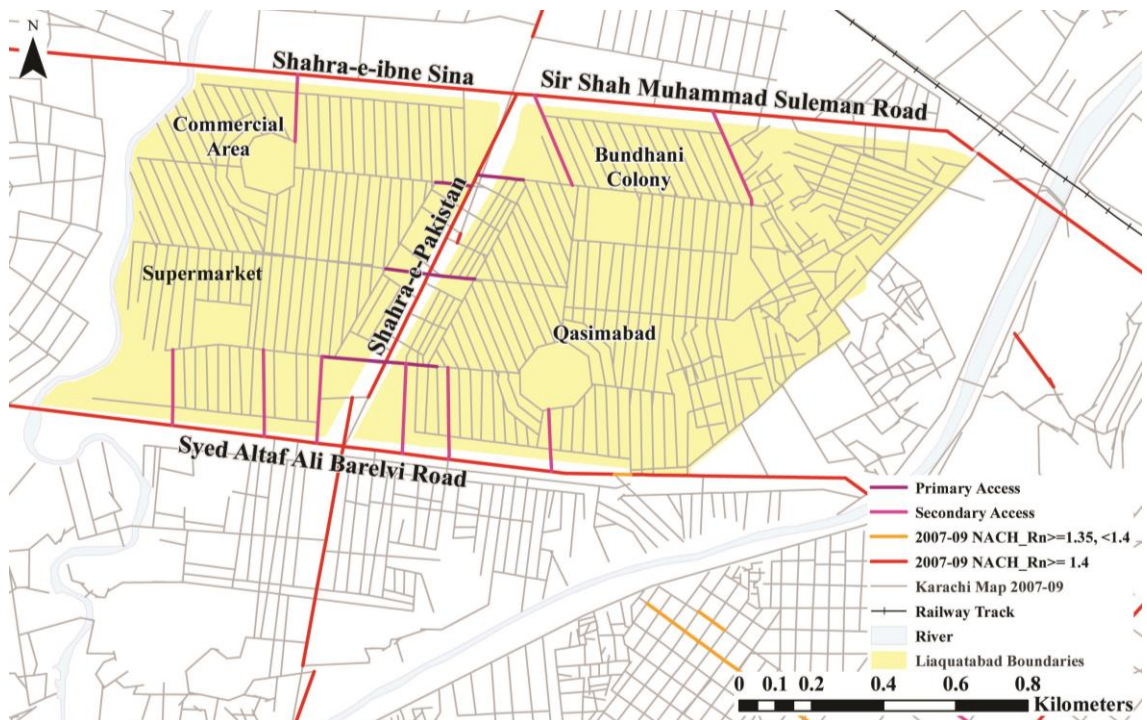 N
Shahra-e-ibne Sina
Sir Shah Muhammad Suleman Road
Commercial
Area
Bundhani
Colony
Shahra-e-Pakistan
Supermarket
Qasimabad
Syed Altaf Ali Barelvi Road
Primary Access
Secondary Access
2007-09 NACH_Rn>=1.35, <1.4
2007-09 NACH_Rn>= 1.4
Karachi Map 2007-09
Railway Track
River
Liaquatabad Boundaries
0 0.1 0.2 0.4 0.6 0.8
Kilometers